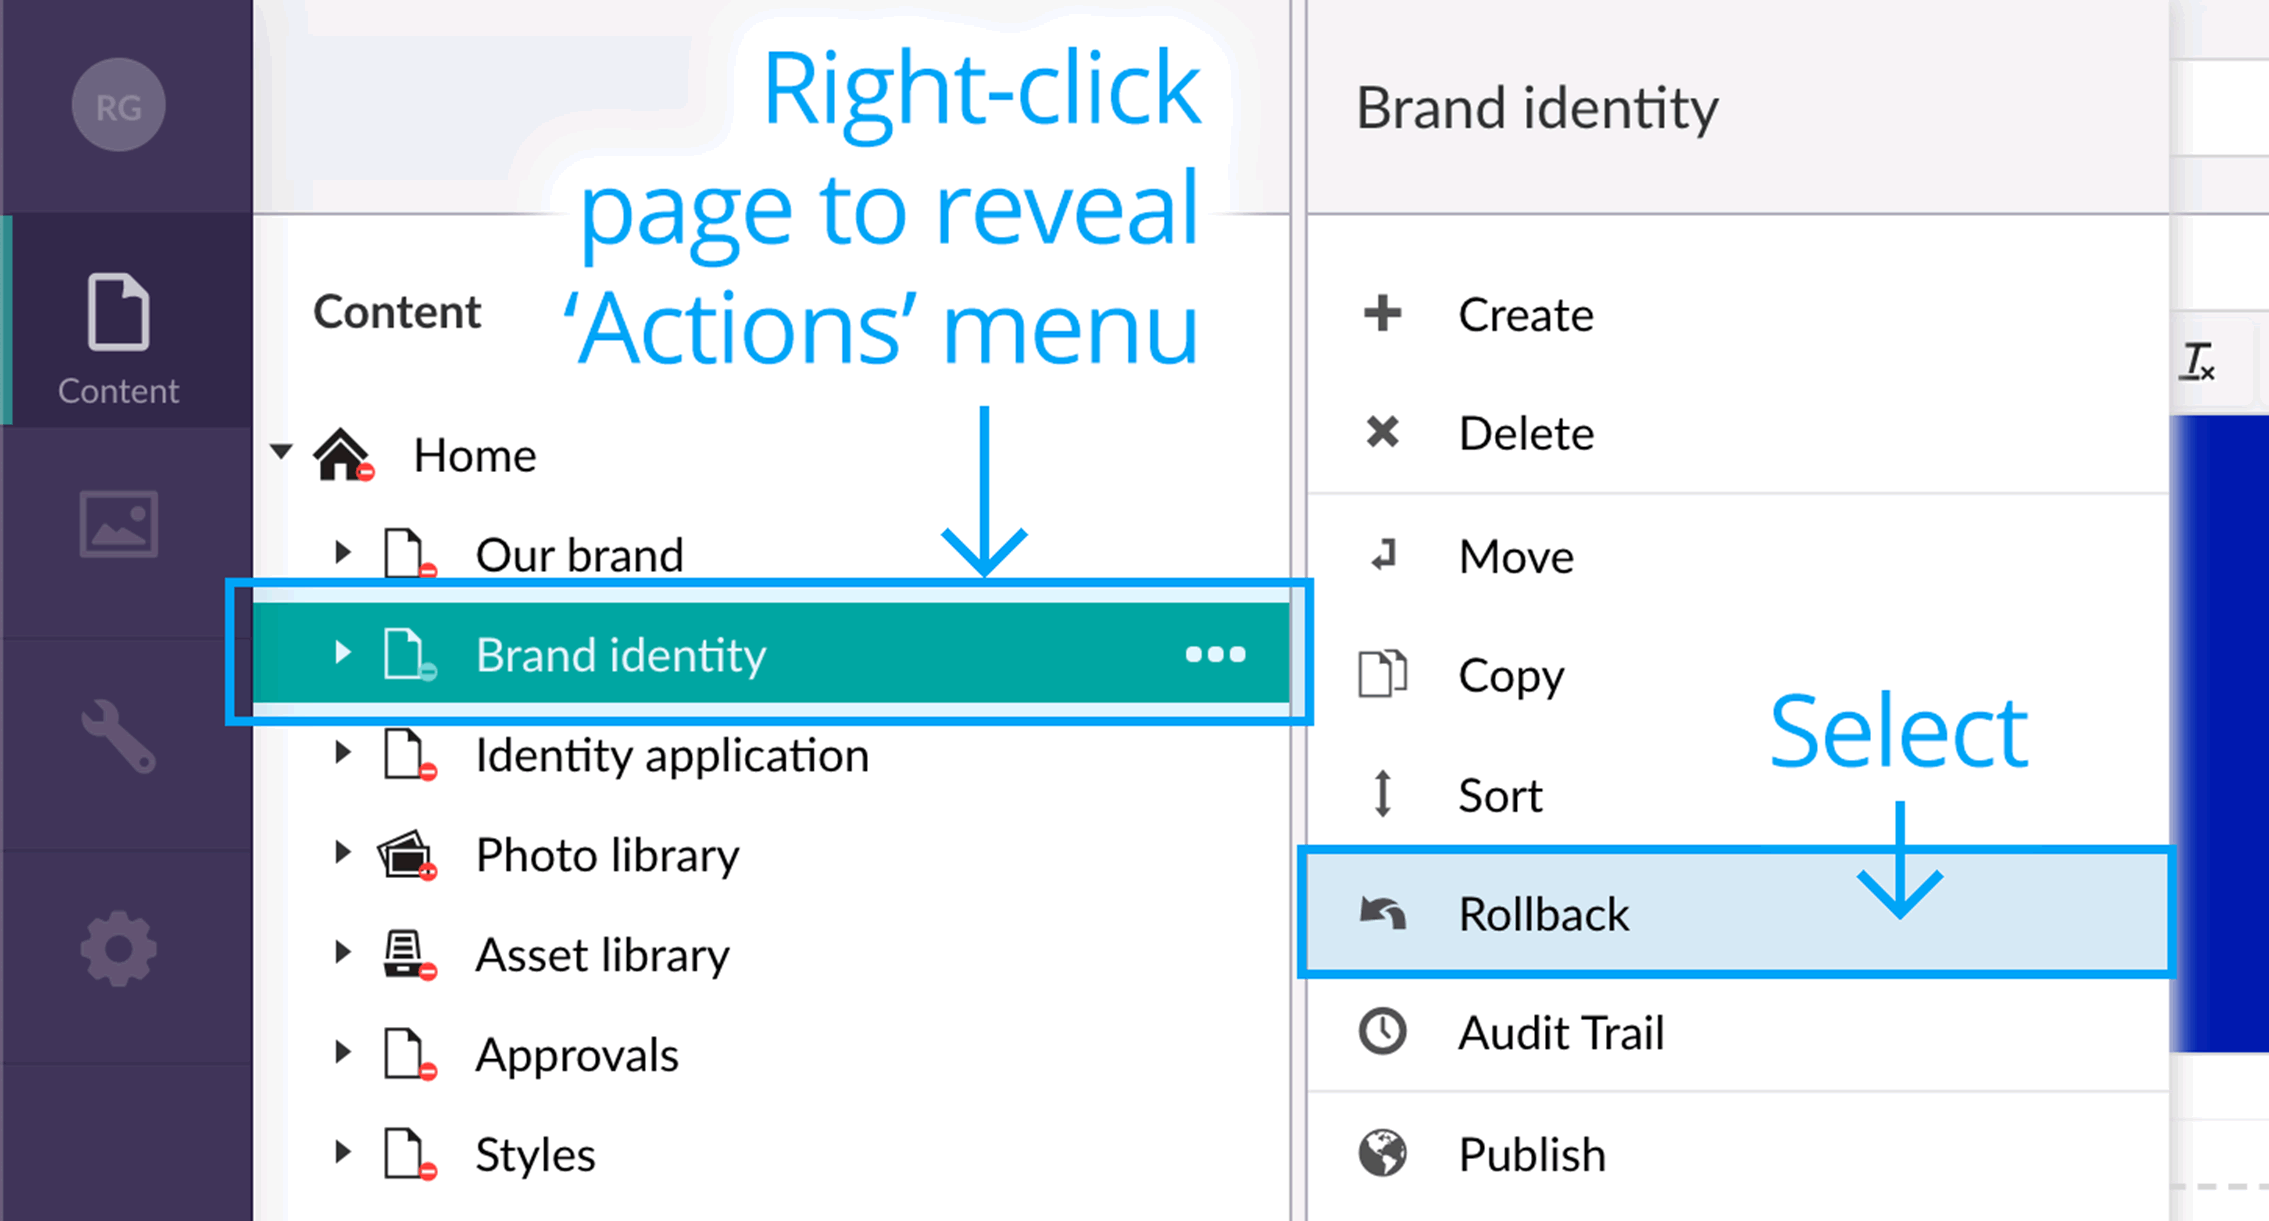 RG
Content
Right-click
page to reveal
‘Actions’ menu
Content
Home
Our brand
Brand identity
Identity application
Photo library
Asset library
Approvals
Styles
Brand identity
Create
Delete
Move
Copy
Select
Sort
Rollback
Audit Trail
Publish